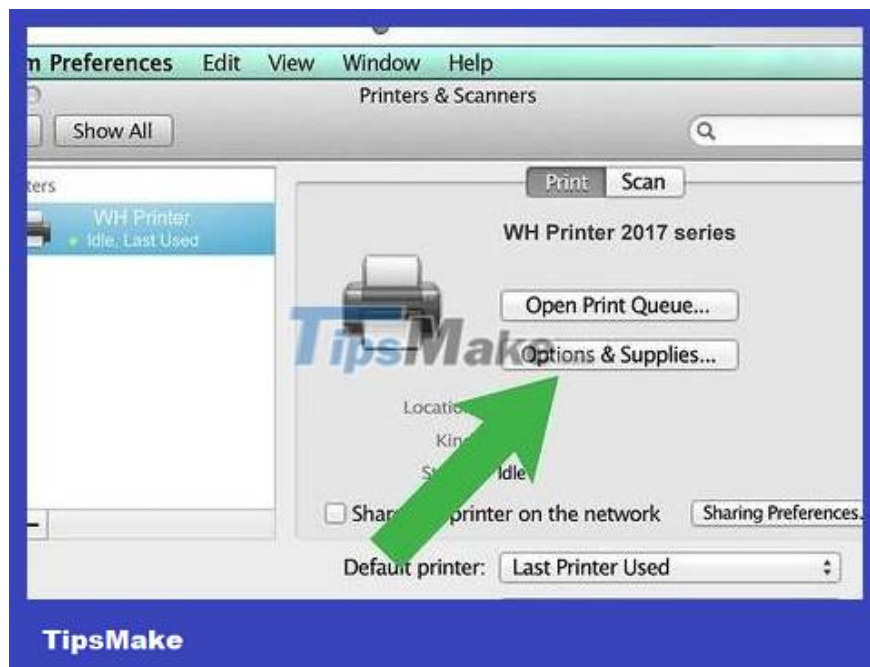 m Preferences Edit View Window Help
Printers & Scanners
Show All
ters
Print Scan
WH Printer
Idle, Last Used
WH Printer 2017 series
Open Print Queue...
TipsMake
Options & Supplies...
Idle
Share printer on the network Sharing Preferences..
Default printer: Last Printer Used
TipsMake